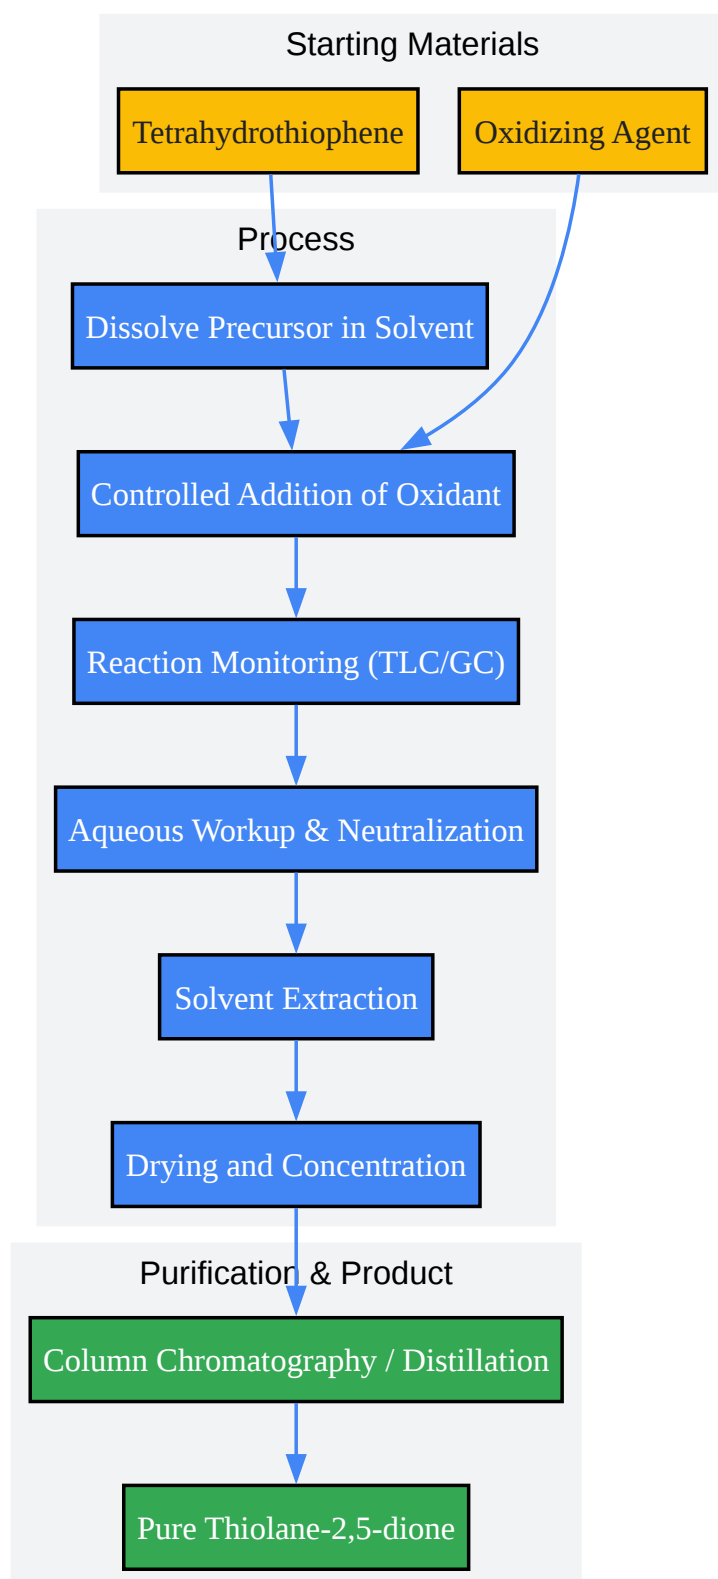 Starting Materials
Tetrahydrothiophene
Oxidizing Agent
Process
Dissolve Precursor in Solvent
Controlled Addition of Oxidant
Reaction Monitoring (TLC/GC)
Aqueous Workup & Neutralization
Solvent Extraction
Drying and Concentration
Purification & Product
Column Chromatography / Distillation
Pure Thiolane-2,5-dione